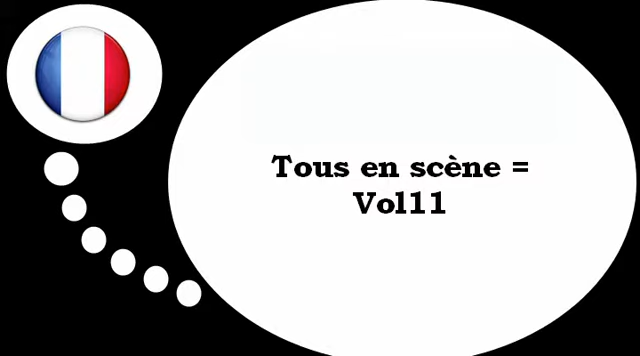 Tous en scène =
Vol11